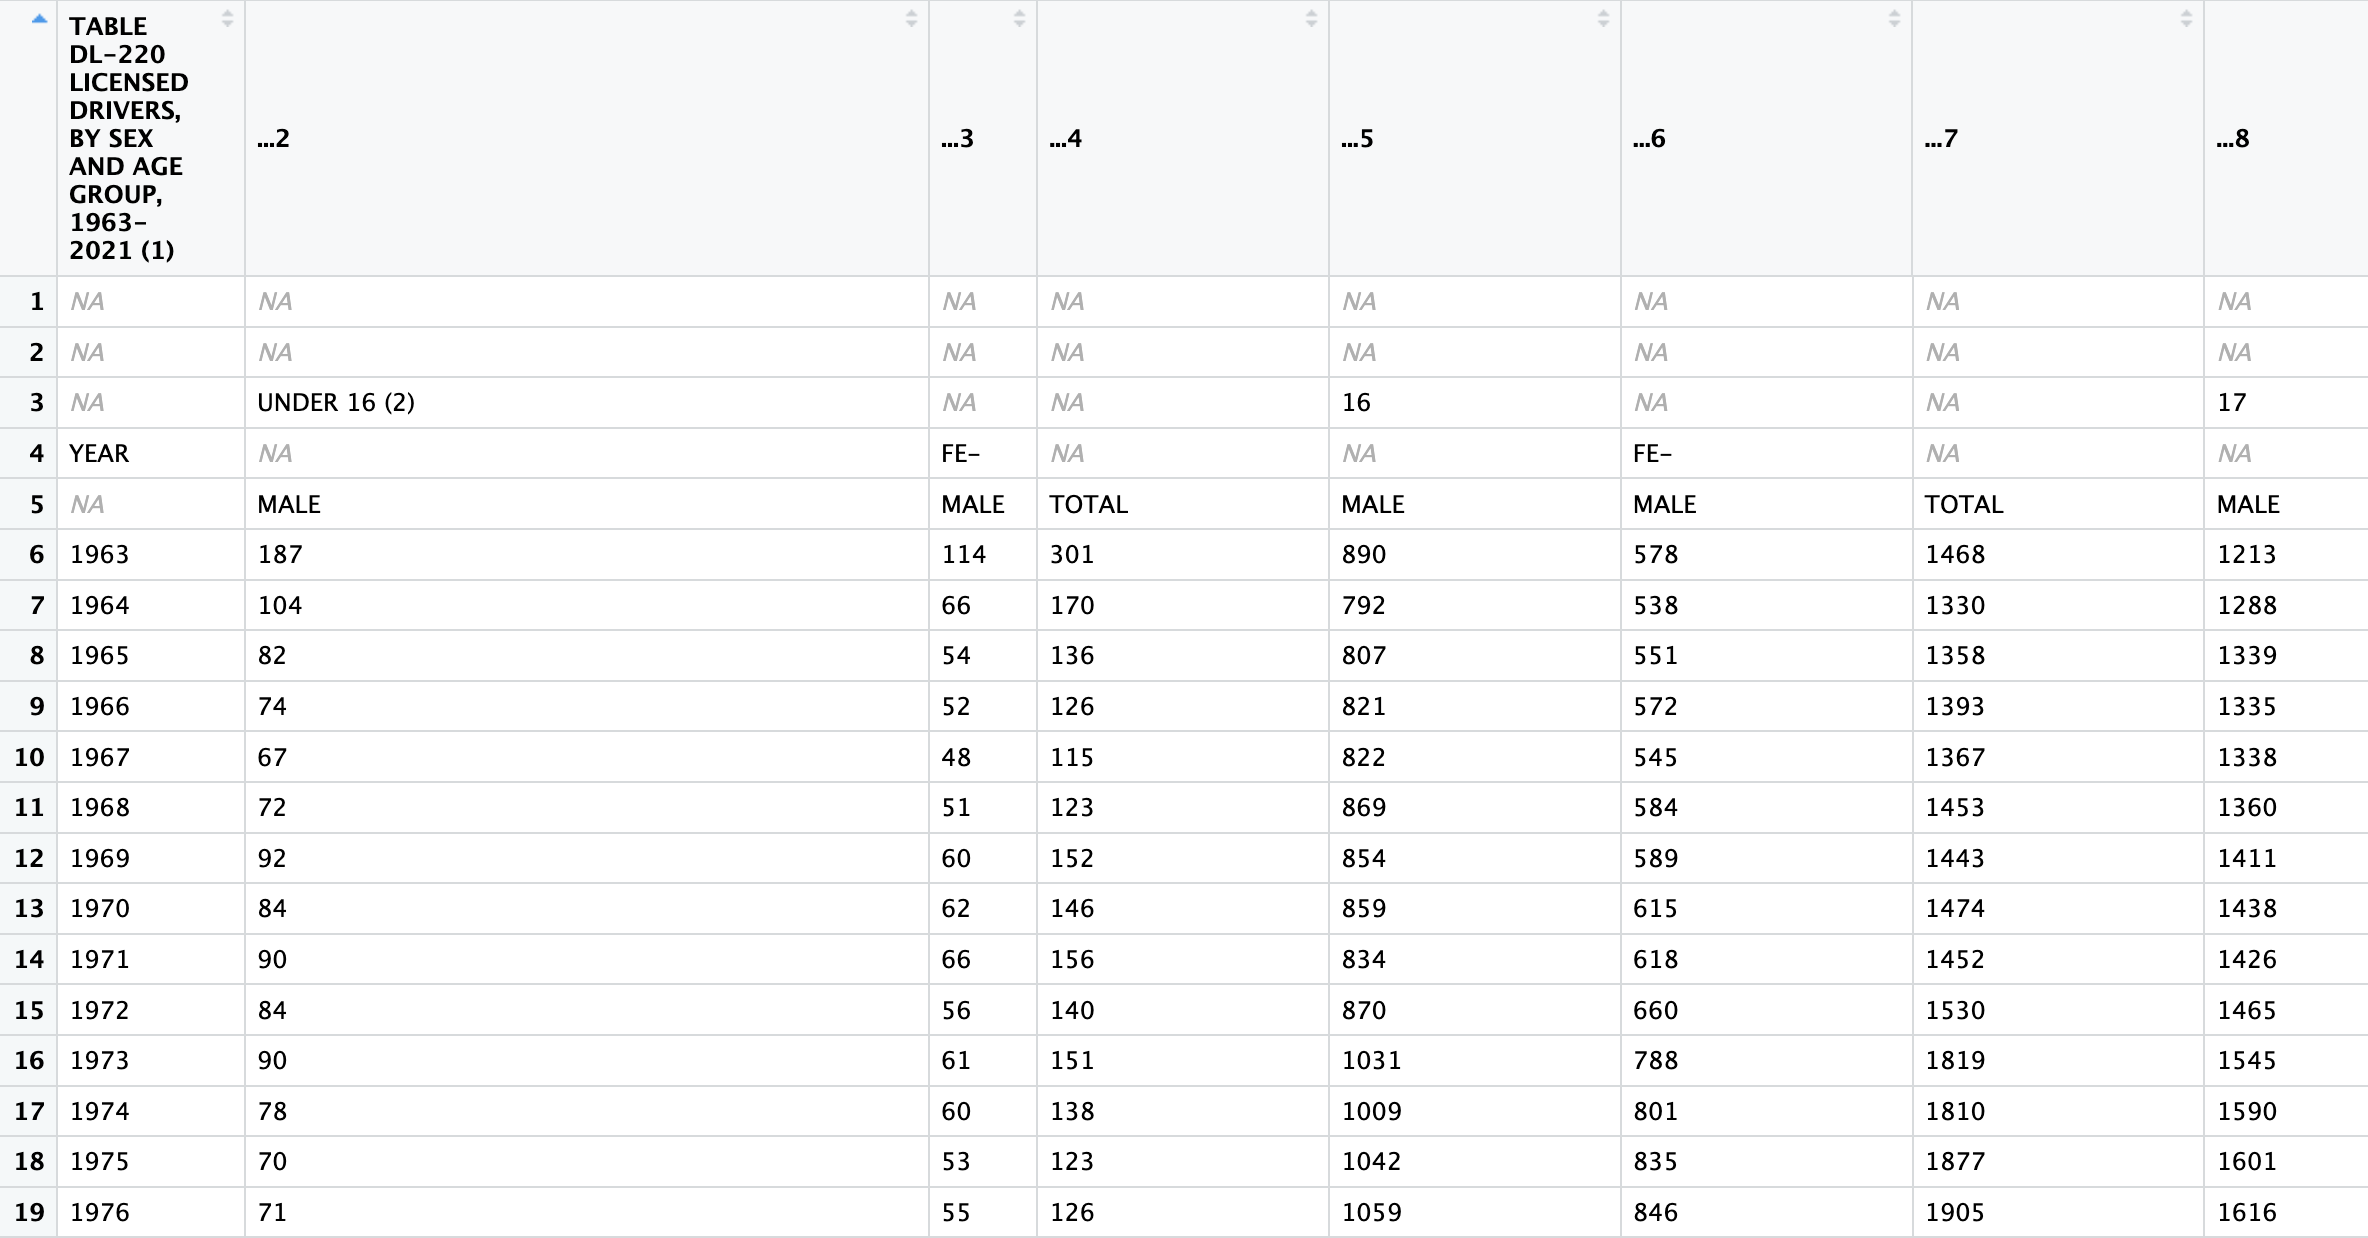 TABLE
DL-220
LICENSED
DRIVERS,
BY SEX
AND AGE
GROUP,
1963-
2021 (1)
...2 ...3 ...4 ...5 ...6 ...7 ...8
1 NA NA NA NA NA NA NA NA
2 NA NA NA NA NA NA NA NA
3 NA UNDER 16 (2) NA NA 16 NA NA 17
4 YEAR NA FE- NA NA FE- NA NA
5 NA MALE MALE TOTAL MALE MALE TOTAL MALE
6 1963 187 114 301 890 578 1468 1213
7 1964 104 66 170 792 538 1330 1288
8 1965 82 54 136 807 551 1358 1339
9 1966 74 52 126 821 572 1393 1335
10 1967 67 48 115 822 545 1367 1338
11 1968 72 51 123 869 584 1453 1360
12 1969 92 60 152 854 589 1443 1411
13 1970 84 62 146 859 615 1474 1438
14 1971 90 66 156 834 618 1452 1426
15 1972 84 56 140 870 660 1530 1465
16 1973 90 61 151 1031 788 1819 1545
17 1974 78 60 138 1009 801 1810 1590
18 1975 70 53 123 1042 835 1877 1601
19 1976 71 55 126 1059 846 1905 1616